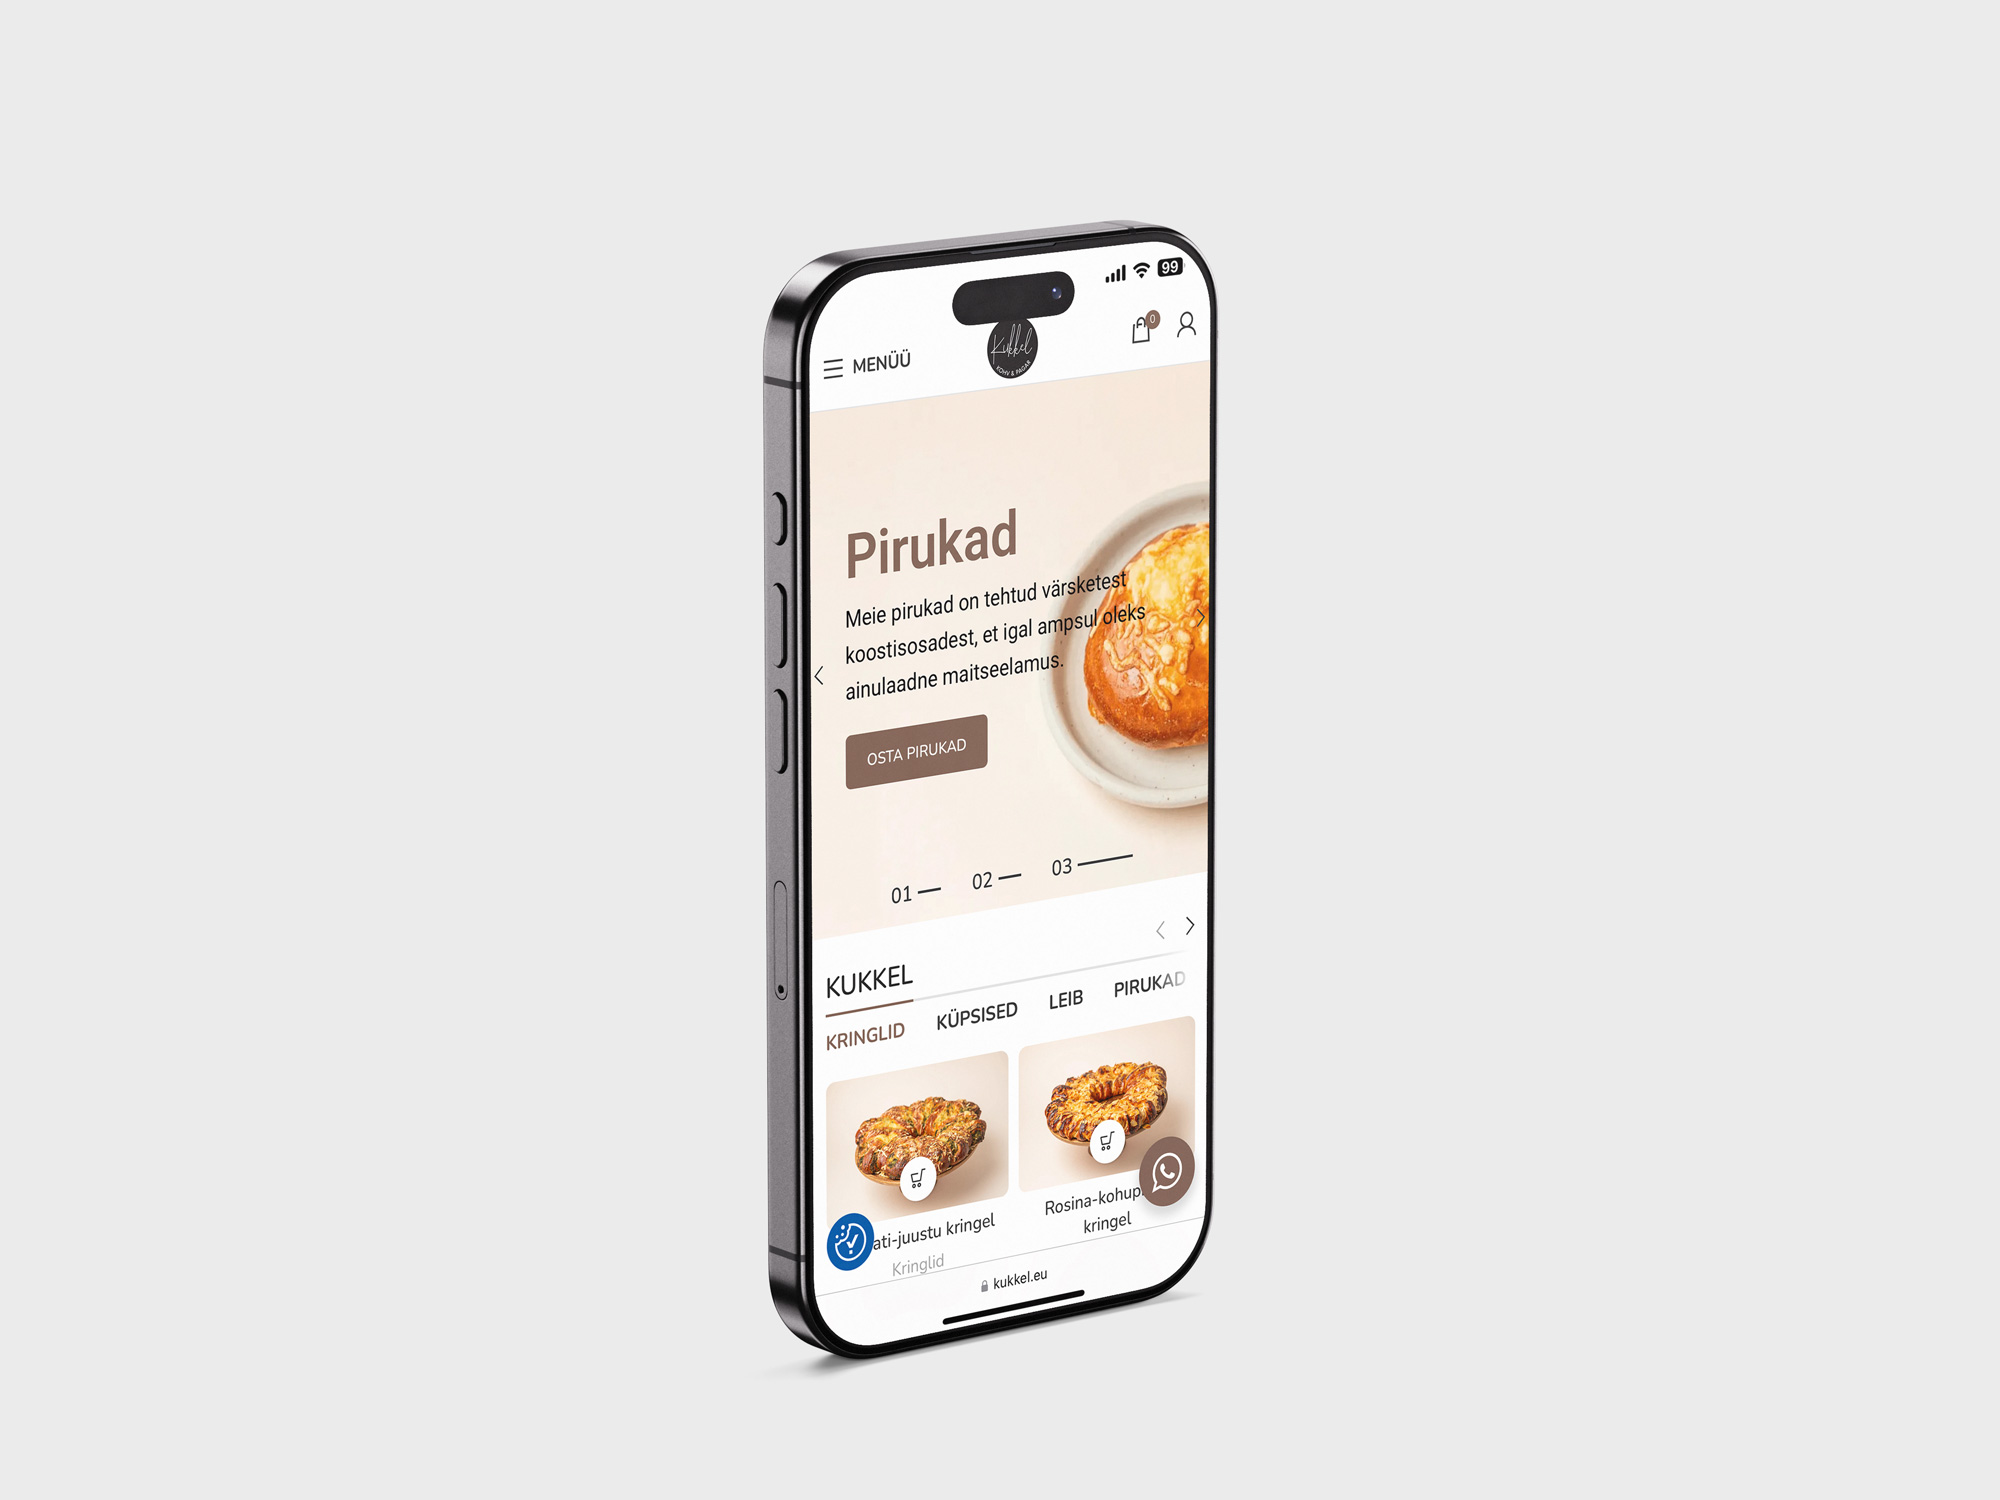 99
0
Kukkel
KOHV & PAGAR
MENÜÜ
Pirukad
Meie pirukad on tehtud värsketest
koostisosadest, et igal ampsul oleks
ainulaadne maitseelamus.
OSTA PIRUKAD
01
02
03
KUKKEL
KRINGLID
KÜPSISED
LEIB
PIRUKAD
ati-juustu kringel
Kringlid
Rosina-kohup
kringel
kukkel.eu